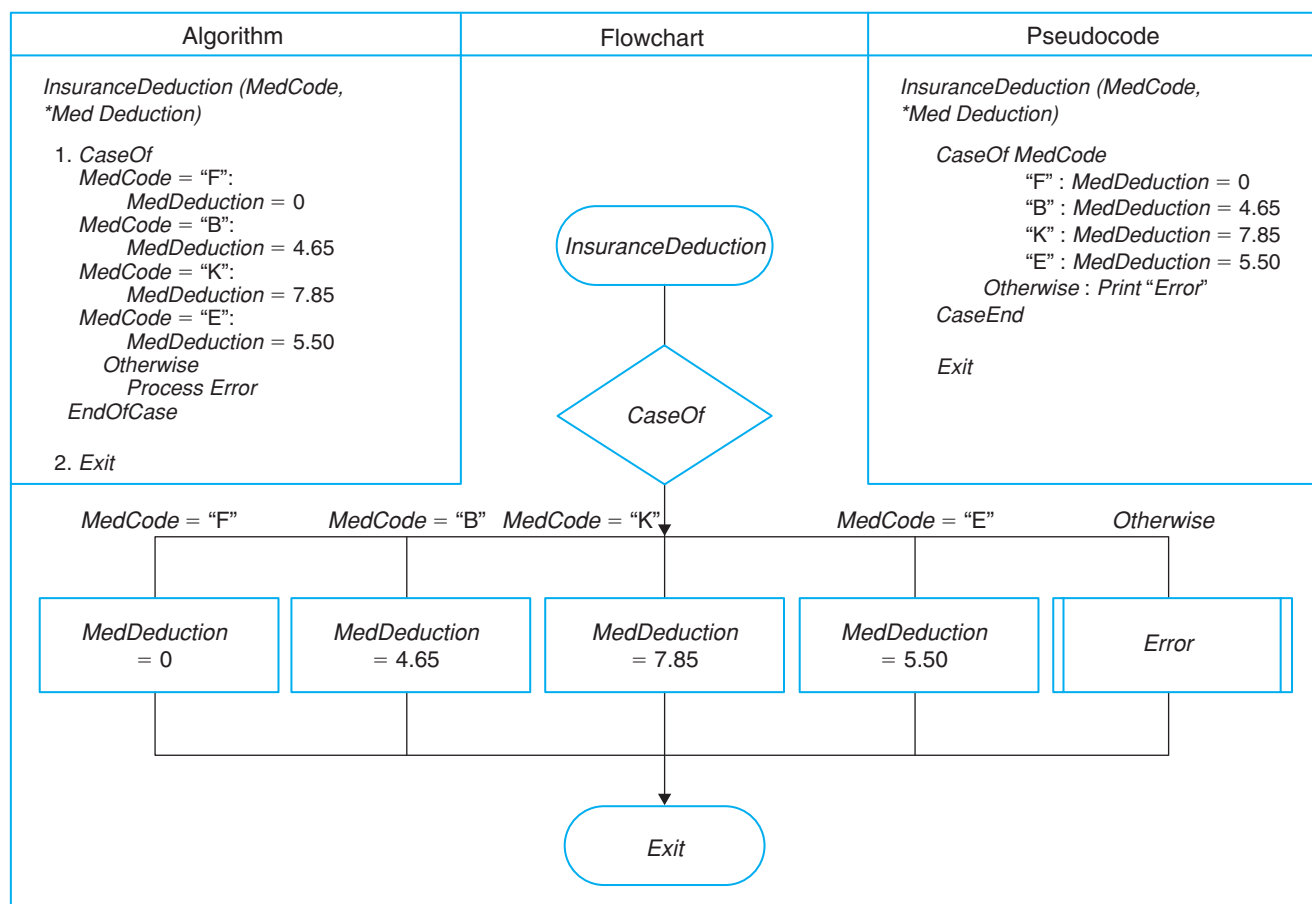 Algorithm
Flowchart
Pseudocode
InsuranceDeduction (MedCode,
*Med Deduction)
1. CaseOf
MedCode = “F”:
MedDeduction = 0
MedCode = “B”:
MedDeduction = 4.65
MedCode = “K”:
MedDeduction = 7.85
MedCode = “E”:
MedDeduction = 5.50
Otherwise
Process Error
EndOfCase
2. Exit
InsuranceDeduction
CaseOf
InsuranceDeduction (MedCode,
*Med Deduction)
CaseOf MedCode
“F” : MedDeduction = 0
“B” : MedDeduction = 4.65
“K” : MedDeduction = 7.85
“E” : MedDeduction = 5.50
Otherwise : Print “Error”
CaseEnd
Exit
MedCode = “F”
MedCode = “B”
MedCode = “K”
MedCode = “E”
Otherwise
MedDeduction
= 0
MedDeduction
= 4.65
MedDeduction
= 7.85
MedDeduction
= 5.50
Error
Exit